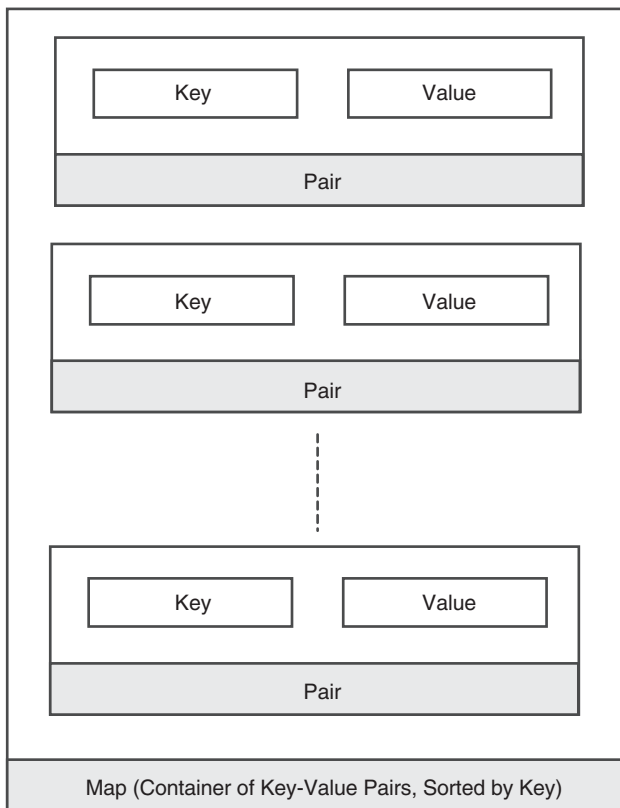 Key Value
Pair
Key Value
Pair
Key Value
Pair
Map (Container of Key-Value Pairs, Sorted by Key)